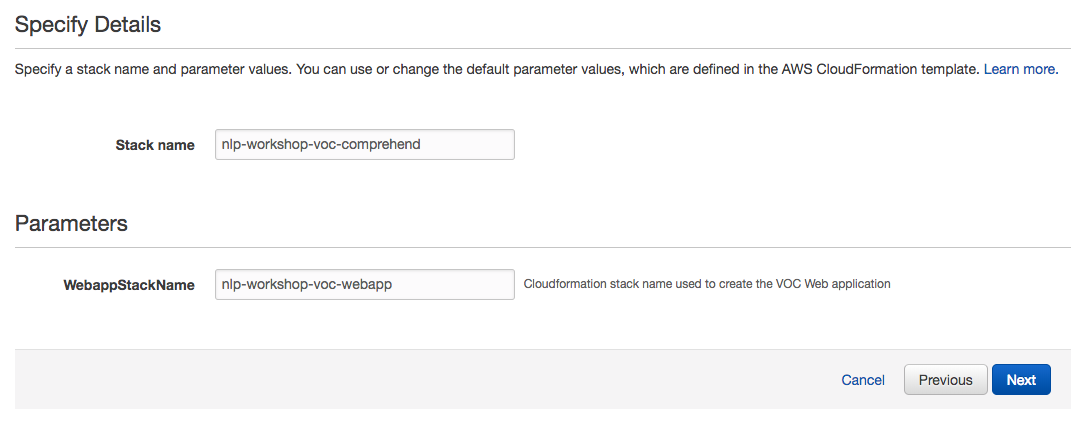 Specify Details
Specify a stack name and parameter values. You can use or change the default parameter values, which are defined in the AWS CloudFormation template. Learn more.
Stack name nlp-workshop-voc-comprehend
Parameters
WebappStackName nlp-workshop-voc-webapp Cloudformation stack name used to create the VOC Web application
Cancel Previous Next